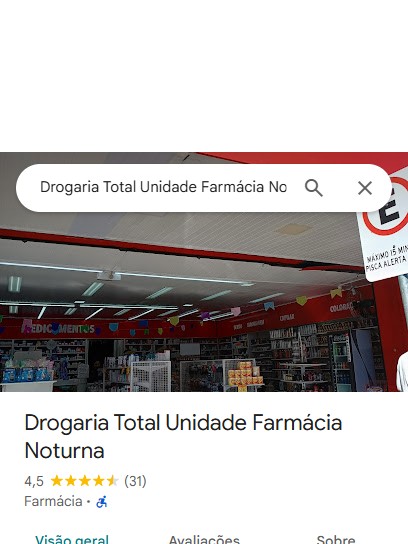 Drogaria Total Unidade Farmácia No
E
MÁXIMO 15 MIN
PISCA ALERTA
MEDICAMENTOS
COLORAÇ
Drogaria Total Unidade Farmácia
Noturna
4,5 (31)
Farmácia •
Visão geral Avaliações Sobre